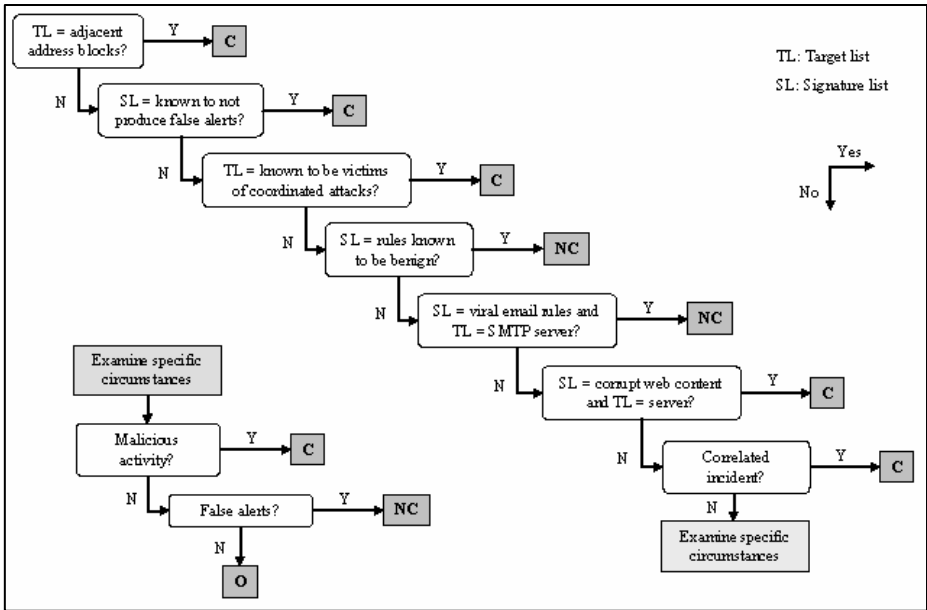 TL = adjacent
address blocks?
Y
C
TL: Target list
SL: Signature list
N
SL = known to not
produce false alerts?
Y
C
N
TL = known to be victims
of coordinated attacks?
Y
C
Yes
No
N
SL = rules known
to be benign?
Y
NC
N
SL = viral email rules and
TL = SMTP server?
Y
NC
N
SL = corrupt web content
and TL = server?
Y
C
N
Correlated
incident?
Y
C
N
Examine specific
circumstances
Examine specific
circumstances
Malicious
activity?
Y
C
N
False alerts?
Y
NC
N
O